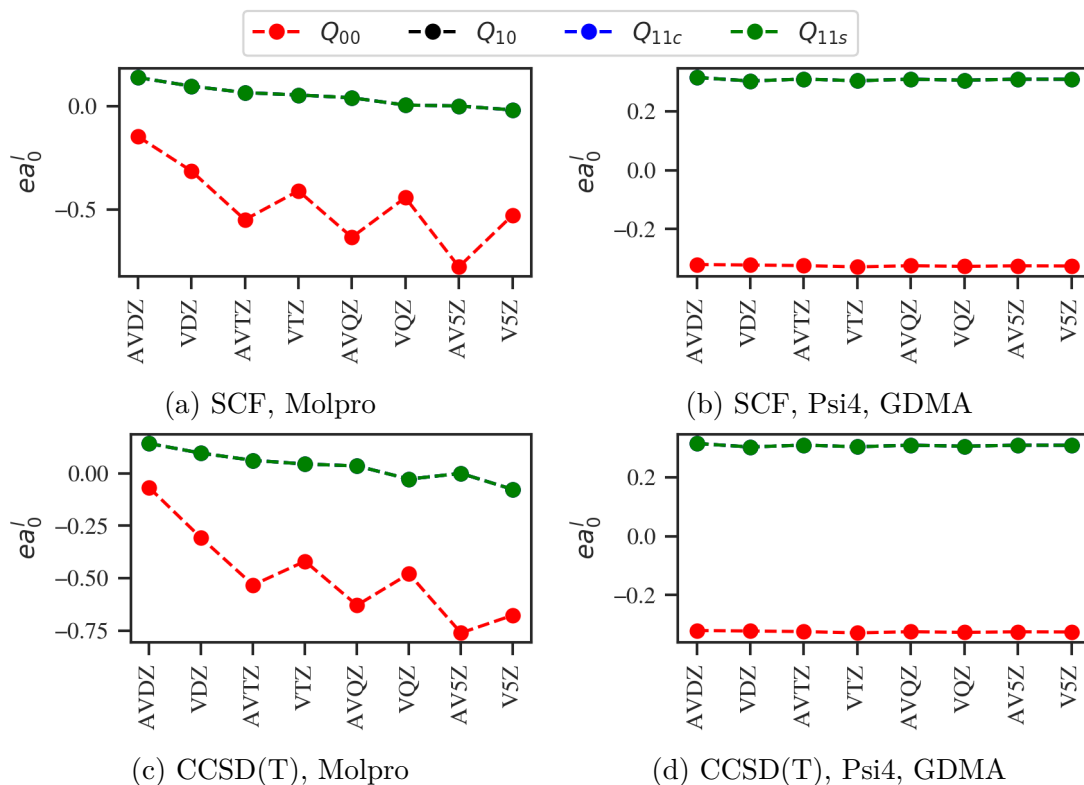 Q00 Q10 Q11c Q11s
0.0
−0.5
ea0l
AVDZ VDZ AVTZ VTZ AVQZ VQZ AV5Z V5Z
(a) SCF, Molpro
0.2
0.0
−0.2
ea0l
AVDZ VDZ AVTZ VTZ AVQZ VQZ AV5Z V5Z
(b) SCF, Psi4, GDMA
0.00
−0.25
−0.50
−0.75
ea0l
AVDZ VDZ AVTZ VTZ AVQZ VQZ AV5Z V5Z
(c) CCSD(T), Molpro
0.2
0.0
−0.2
ea0l
AVDZ VDZ AVTZ VTZ AVQZ VQZ AV5Z V5Z
(d) CCSD(T), Psi4, GDMA